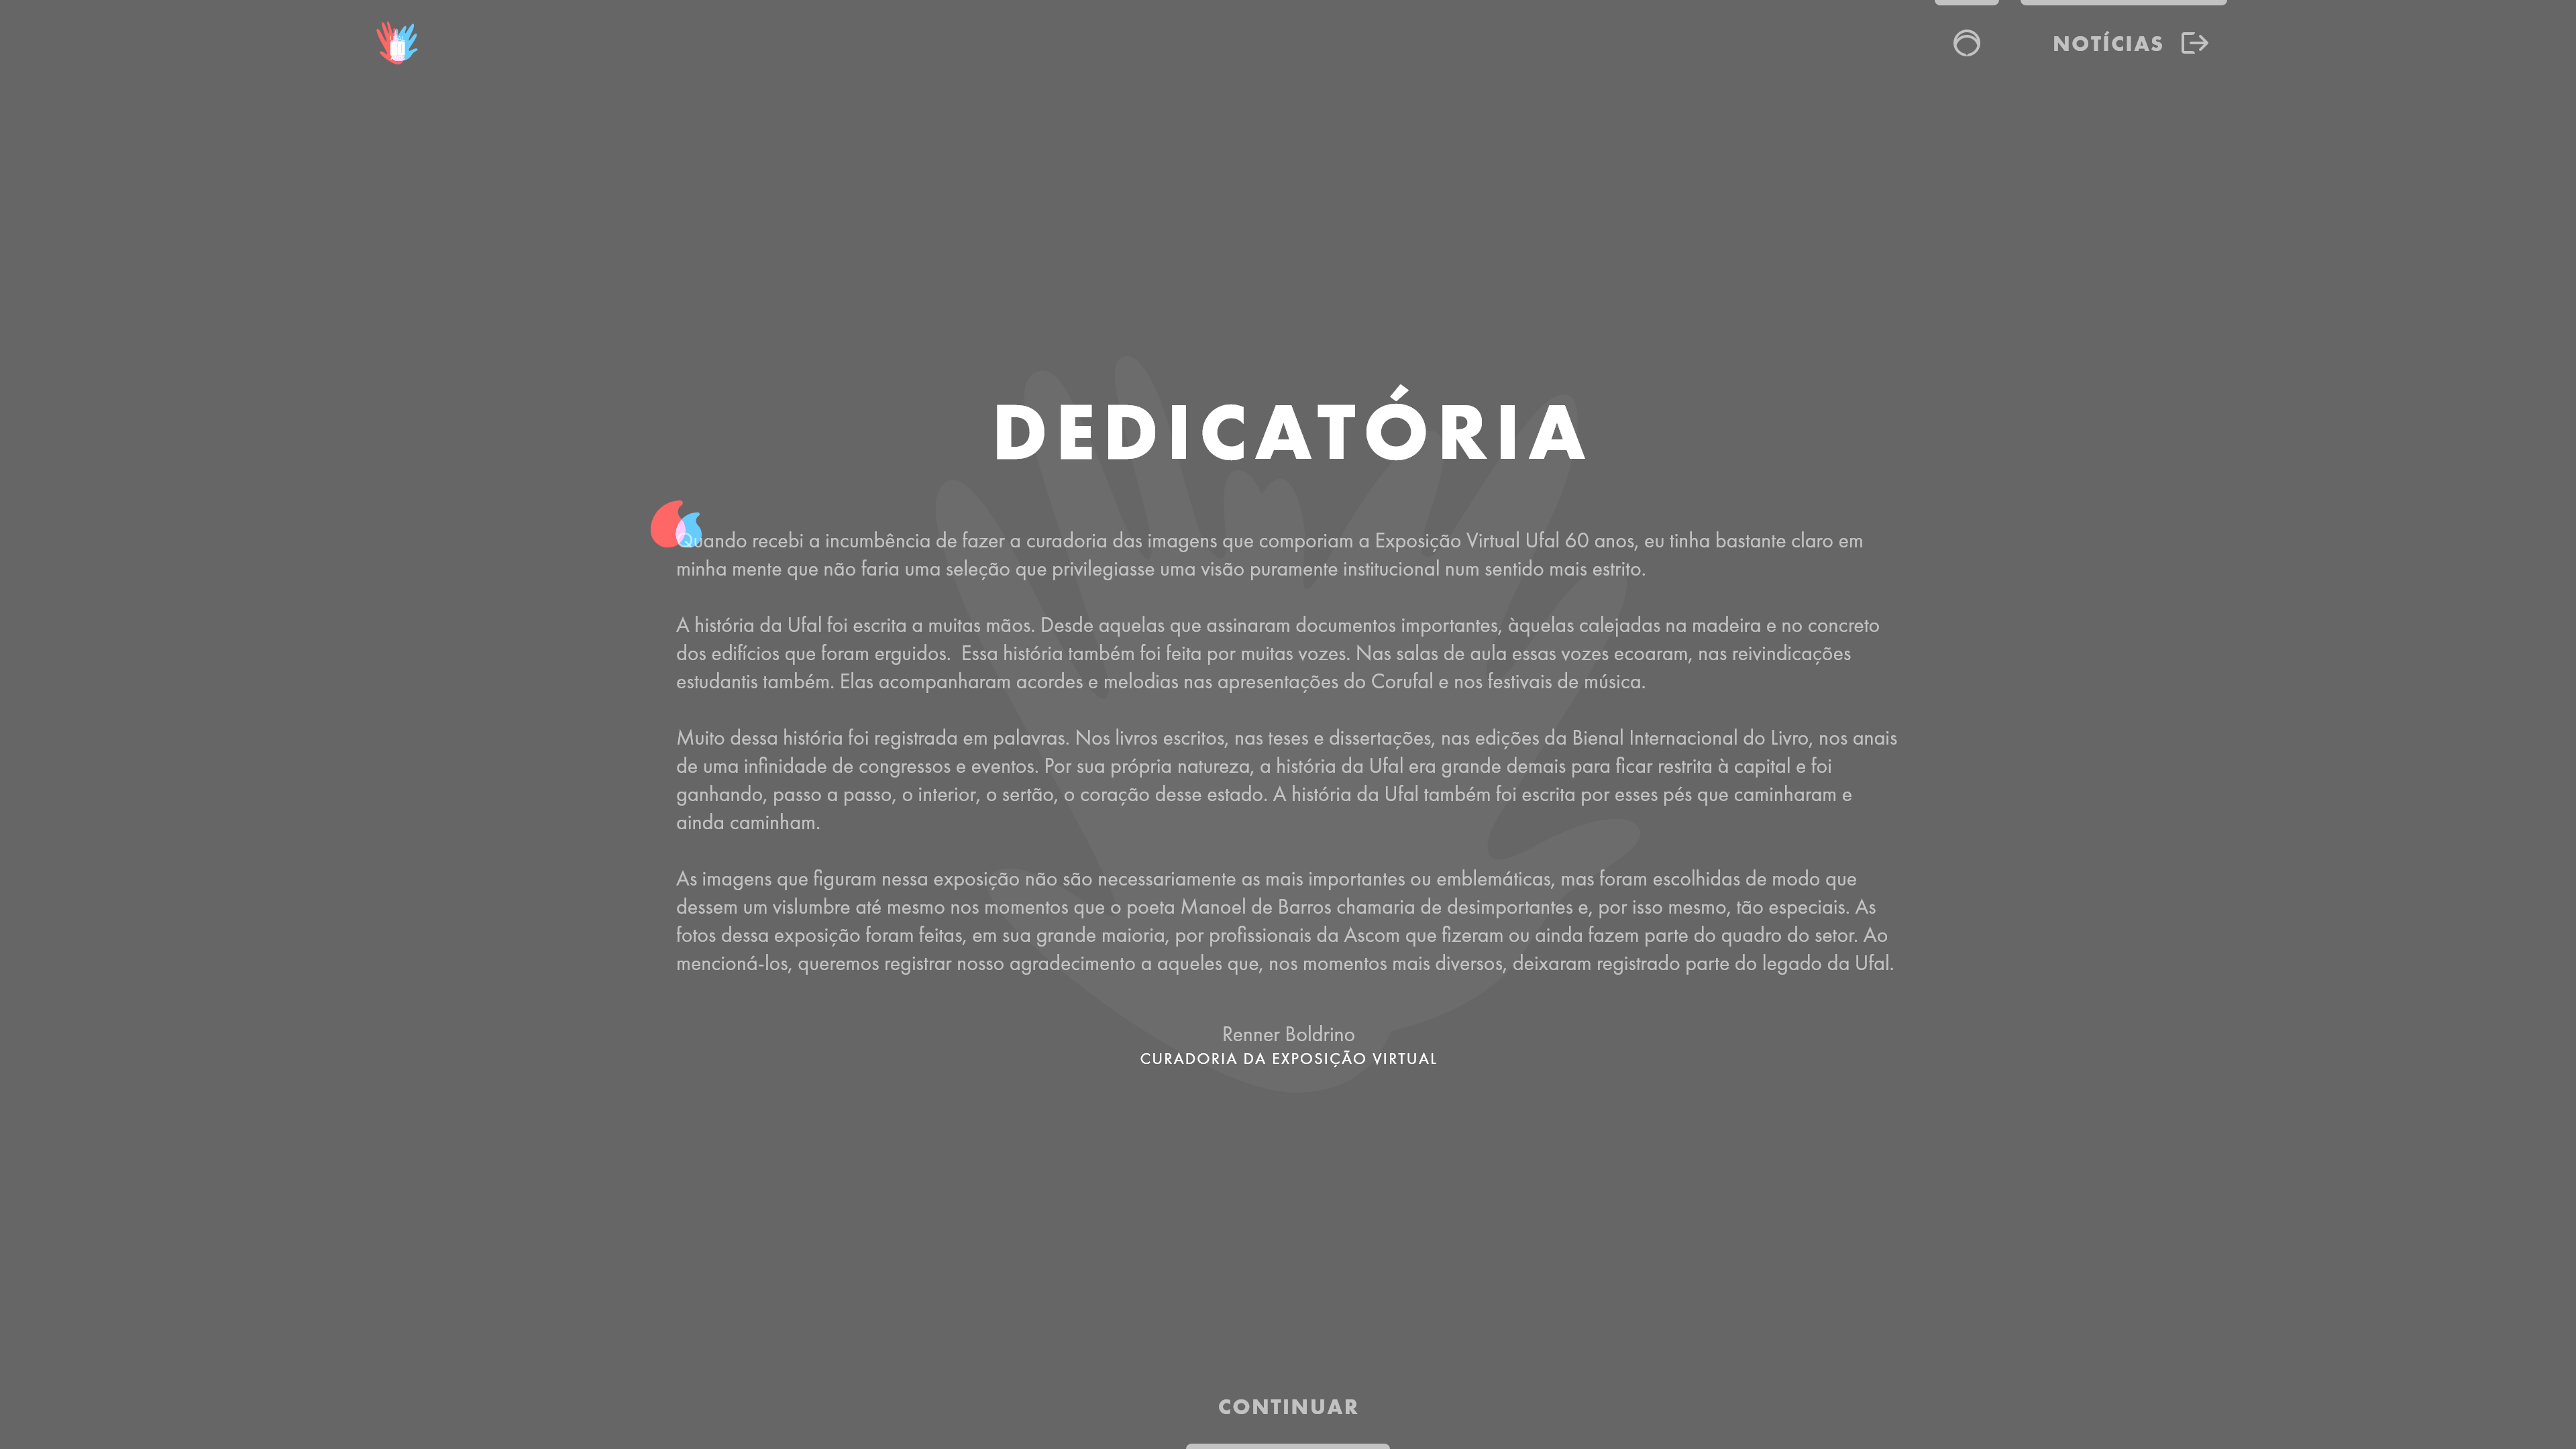 NOTÍCIAS
DEDICATÓRIA
Quando recebi a incumbência de fazer a curadoria das imagens que comporiam a Exposição Virtual Ufal 60 anos, eu tinha bastante claro em
minha mente que não faria uma seleção que privilegiasse uma visão puramente institucional num sentido mais estrito.
A história da Ufal foi escrita a muitas mãos. Desde aquelas que assinaram documentos importantes, àquelas calejadas na madeira e no concreto
dos edifícios que foram erguidos.  Essa história também foi feita por muitas vozes. Nas salas de aula essas vozes ecoaram, nas reivindicações
estudantis também. Elas acompanharam acordes e melodias nas apresentações do Corufal e nos festivais de música.
Muito dessa história foi registrada em palavras. Nos livros escritos, nas teses e dissertações, nas edições da Bienal Internacional do Livro, nos anais
de uma infinidade de congressos e eventos. Por sua própria natureza, a história da Ufal era grande demais para ficar restrita à capital e foi
ganhando, passo a passo, o interior, o sertão, o coração desse estado. A história da Ufal também foi escrita por esses pés que caminharam e
ainda caminham.
As imagens que figuram nessa exposição não são necessariamente as mais importantes ou emblemáticas, mas foram escolhidas de modo que
dessem um vislumbre até mesmo nos momentos que o poeta Manoel de Barros chamaria de desimportantes e, por isso mesmo, tão especiais. As
fotos dessa exposição foram feitas, em sua grande maioria, por profissionais da Ascom que fizeram ou ainda fazem parte do quadro do setor. Ao
mencioná-los, queremos registrar nosso agradecimento a aqueles que, nos momentos mais diversos, deixaram registrado parte do legado da Ufal.
Renner Boldrino
CURADORIA DA EXPOSIÇÃO VIRTUAL
CONTINUAR